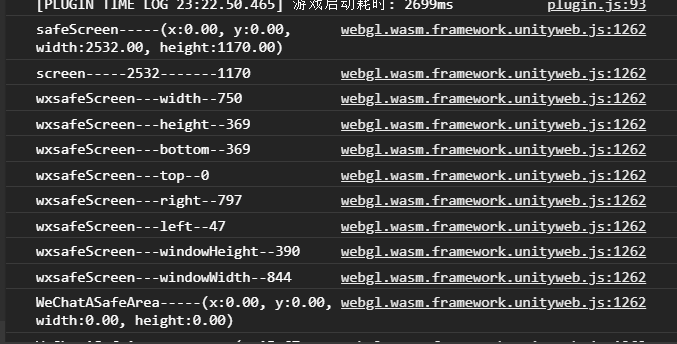 [PLUGIN TIME LOG 23:22.50.465] 游戏启动耗时: 2699ms plugin.js:93
safeScreen-----(x:0.00, y:0.00, webgl.wasm.framework.unityweb.js:1262
width:2532.00, height:1170.00)
screen-----2532-------1170 webgl.wasm.framework.unityweb.js:1262
wxsafeScreen---width--750 webgl.wasm.framework.unityweb.js:1262
wxsafeScreen---height--369 webgl.wasm.framework.unityweb.js:1262
wxsafeScreen---bottom--369 webgl.wasm.framework.unityweb.js:1262
wxsafeScreen---top--0 webgl.wasm.framework.unityweb.js:1262
wxsafeScreen---right--797 webgl.wasm.framework.unityweb.js:1262
wxsafeScreen---left--47 webgl.wasm.framework.unityweb.js:1262
wxsafeScreen---windowHeight--390 webgl.wasm.framework.unityweb.js:1262
wxsafeScreen---windowWidth--844 webgl.wasm.framework.unityweb.js:1262
WeChatASafeArea-----(x:0.00, y:0.00, webgl.wasm.framework.unityweb.js:1262
width:0.00, height:0.00)